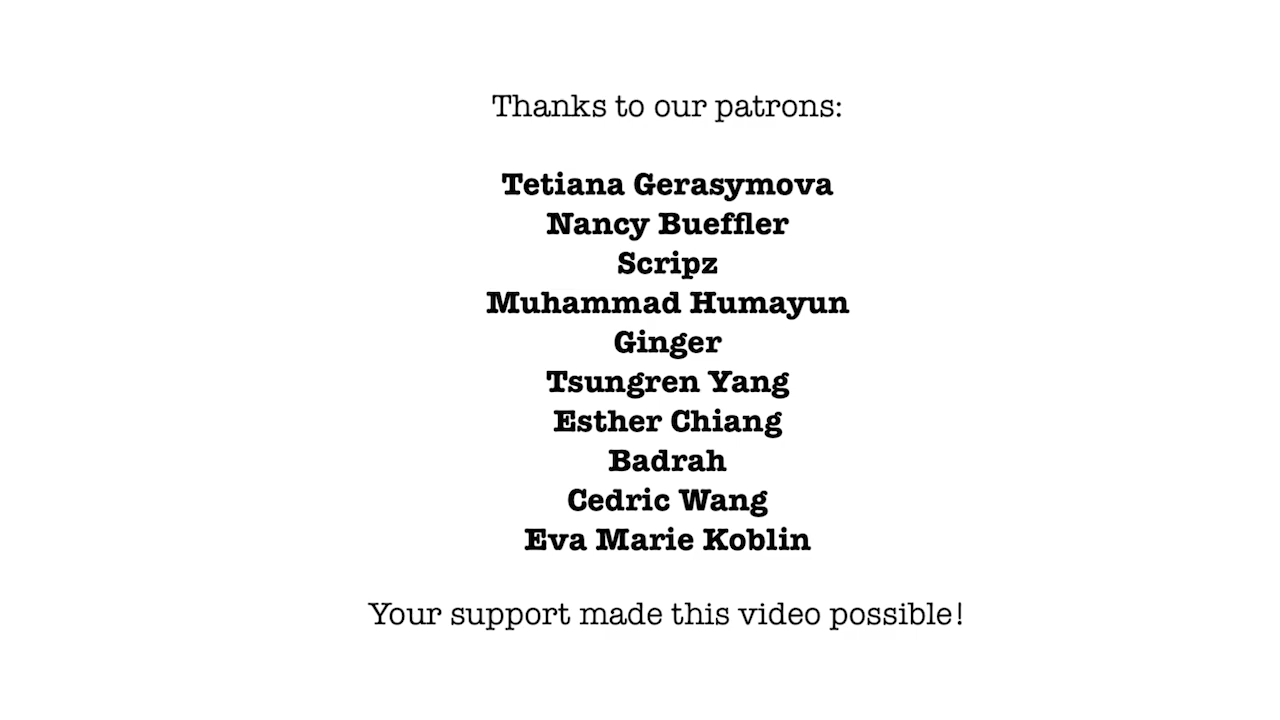 Thanks to our patrons:
Tetiana Gerasymova
Nancy Bueffler
Scripz
Muhammad Humayun
Ginger
Tsungren Yang
Esther Chiang
Badrah
Cedric Wang
Eva Marie Koblin
Your support made this video possible!